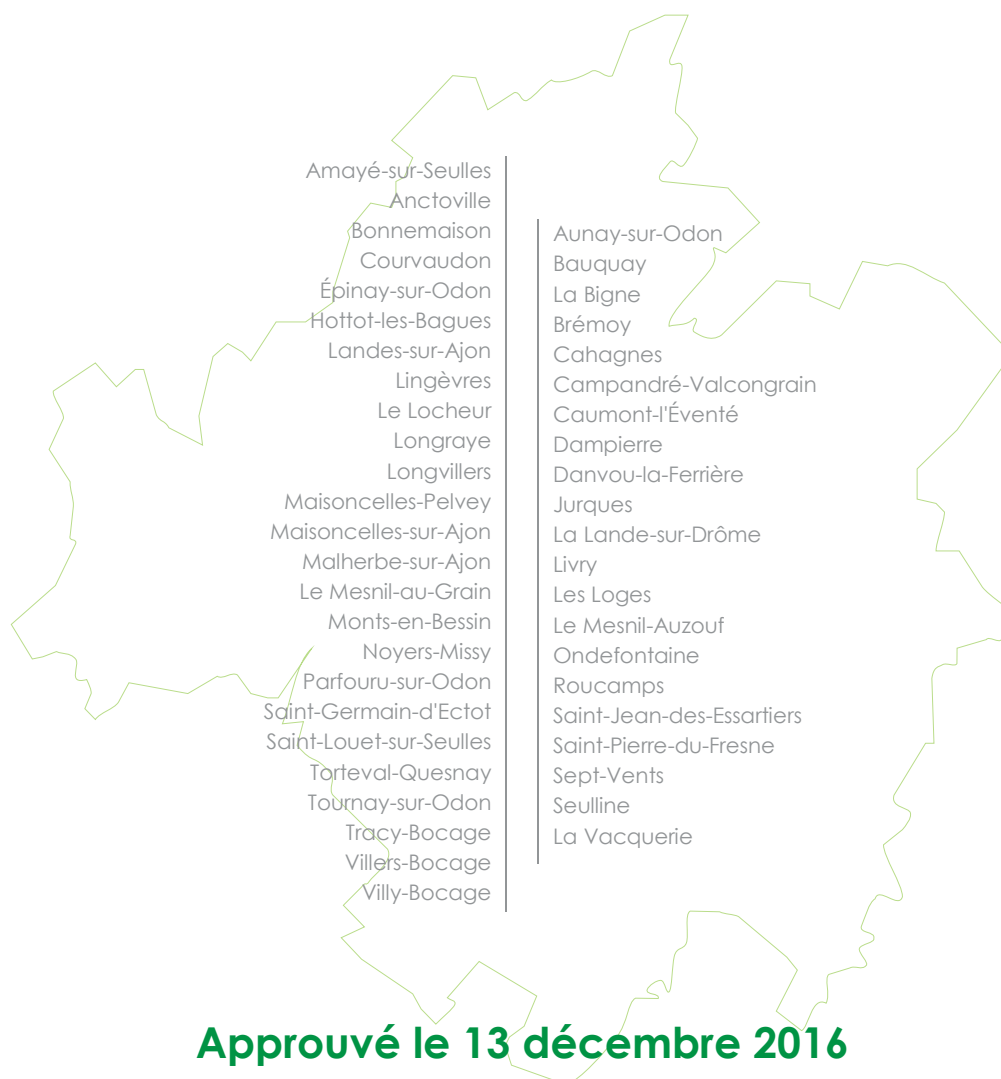 Amayé-sur-Seulles
Anctoville
Bonnemaison
Courvaudon
Épinay-sur-Odon
Hottot-les-Bagues
Landes-sur-Ajon
Lingèvres
Le Locheur
Longraye
Longvillers
Maisoncelles-Pelvey
Maisoncelles-sur-Ajon
Malherbe-sur-Ajon
Le Mesnil-au-Grain
Monts-en-Bessin
Noyers-Missy
Parfouru-sur-Odon
Saint-Germain-d'Ectot
Saint-Louet-sur-Seulles
Torteval-Quesnay
Tournay-sur-Odon
Tracy-Bocage
Villers-Bocage
Villy-Bocage
Aunay-sur-Odon
Bauquay
La Bigne
Brémoy
Cahagnes
Campandré-Valcongrain
Caumont-l'Éventé
Dampierre
Danvou-la-Ferrière
Jurques
La Lande-sur-Drôme
Livry
Les Loges
Le Mesnil-Auzouf
Ondefontaine
Roucamps
Saint-Jean-des-Essartiers
Saint-Pierre-du-Fresne
Sept-Vents
Seulline
La Vacquerie
Approuvé le 13 décembre 2016